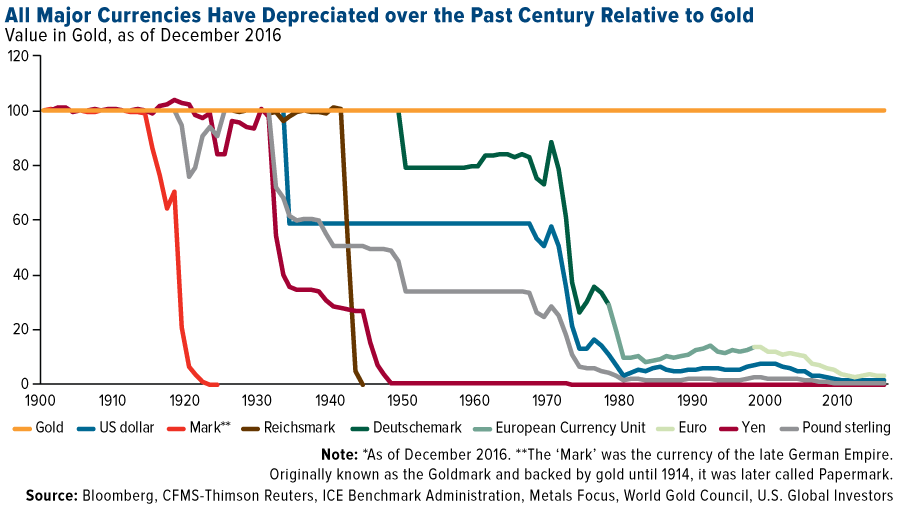 All Major Currencies Have Depreciated over the Past Century Relative to Gold
Value in Gold, as of December 2016
120
100
80
60
40
20
0
1900 1910 1920 1930 1940 1950 1960 1970 1980 1990 2000 2010
Gold US dollar Mark** Reichsmark Deutschemark European Currency Unit Euro Yen Pound sterling
Note: *As of December 2016. **The ‘Mark’ was the currency of the late German Empire.
Originally known as the Goldmark and backed by gold until 1914, it was later called Papermark.
Source: Bloomberg, CFMS-Thimson Reuters, ICE Benchmark Administration, Metals Focus, World Gold Council, U.S. Global Investors